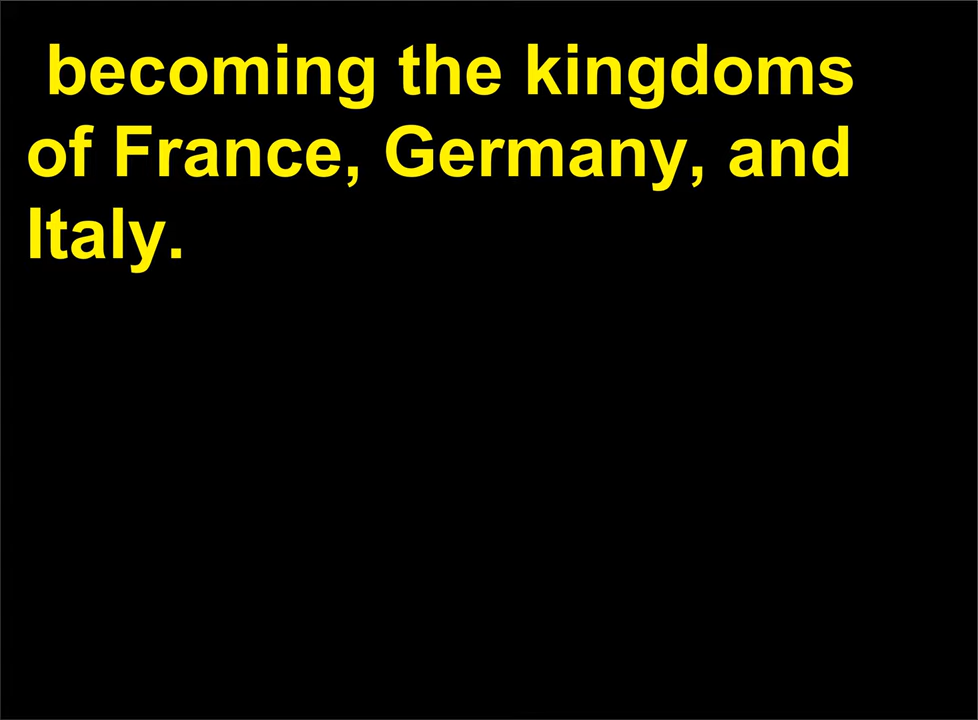 becoming the kingdoms
of France, Germany, and
Italy.